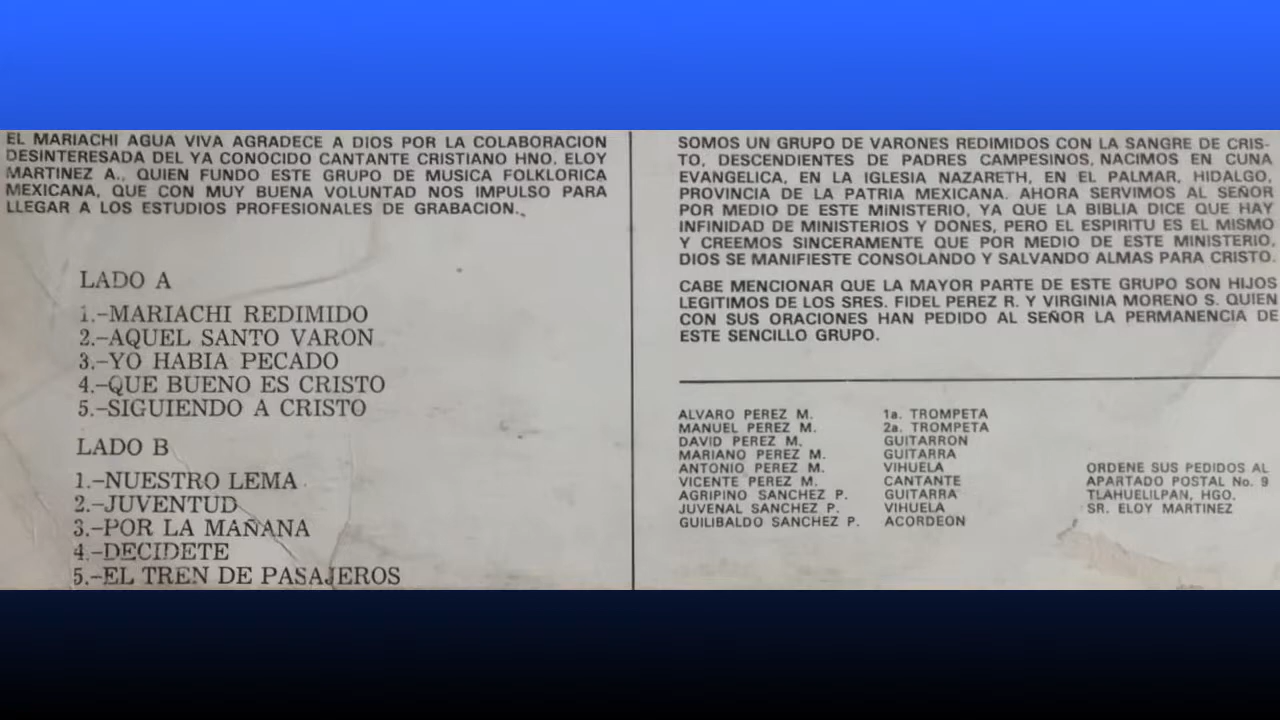 EL MARIACHI AGUA VIVA AGRADECE A DIOS POR LA COLABORACION
DESINTERESADA DEL YA CONOCIDO CANTANTE CRISTIANO HNO. ELOY
MARTINEZ A., QUIEN FUNDO ESTE GRUPO DE MUSICA FOLKLORICA
MEXICANA, QUE CON MUY BUENA VOLUNTAD NOS IMPULSO PARA
LLEGAR A LOS ESTUDIOS PROFESIONALES DE GRABACION.
LADO A
1.-MARIACHI REDIMIDO
2.-AQUEL SANTO VARON
3.-YO HABIA PECADO
4.-QUE BUENO ES CRISTO
5.-SIGUIENDO A CRISTO
LADO B
1.-NUESTRO LEMA
2.-JUVENTUD
3.-POR LA MAÑANA
4.-DECIDETE
5.-EL TREN DE PASAJEROS
SOMOS UN GRUPO DE VARONES REDIMIDOS CON LA SANGRE DE CRIS-
TO, DESCENDIENTES DE PADRES CAMPESINOS, NACIMOS EN CUNA
EVANGELICA, EN LA IGLESIA NAZARETH, EN EL PALMAR, HIDALGO,
PROVINCIA DE LA PATRIA MEXICANA. AHORA SERVIMOS AL SEÑOR
POR MEDIO DE ESTE MINISTERIO, YA QUE LA BIBLIA DICE QUE HAY
INFINIDAD DE MINISTERIOS Y DONES, PERO EL ESPIRITU ES EL MISMO
Y CREEMOS SINCERAMENTE QUE POR MEDIO DE ESTE MINISTERIO,
DIOS SE MANIFIESTE CONSOLANDO Y SALVANDO ALMAS PARA CRISTO.
CABE MENCIONAR QUE LA MAYOR PARTE DE ESTE GRUPO SON HIJOS
LEGITIMOS DE LOS SRES. FIDEL PEREZ R. Y VIRGINIA MORENO S. QUIEN
CON SUS ORACIONES HAN PEDIDO AL SEÑOR LA PERMANENCIA DE
ESTE SENCILLO GRUPO.
ALVARO PEREZ M. 1a. TROMPETA
MANUEL PEREZ M. 2a. TROMPETA
DAVID PEREZ M. GUITARRON
MARIANO PEREZ M. GUITARRA
ANTONIO PEREZ M. VIHUELA
VICENTE PEREZ M. CANTANTE
AGRIPINO SANCHEZ P. GUITARRA
JUVENAL SANCHEZ P. VIHUELA
GUILIBALDO SANCHEZ P. ACORDEON
ORDENE SUS PEDIDOS AL
APARTADO POSTAL No. 9
TLAHUELILPAN, HGO.
SR. ELOY MARTINEZ